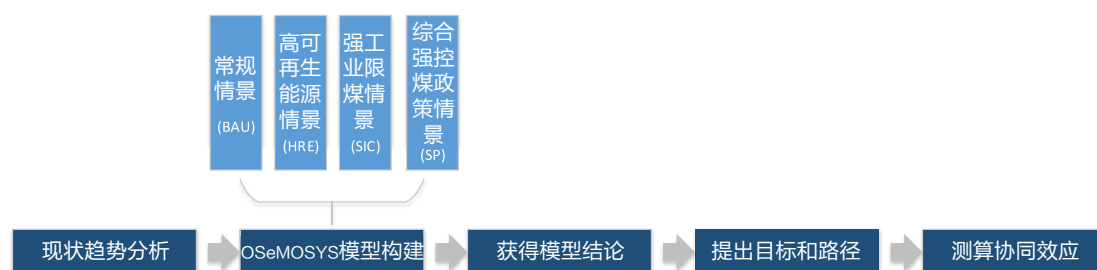 常规
情景
(BAU)
高可
再生
能源
情景
(HRE)
强工
业限
煤情
景
(SIC)
综合
强控
煤政
策情
景
(SP)
现状趋势分析
OSeMOSYS模型构建
获得模型结论
提出目标和路径
测算协同效应